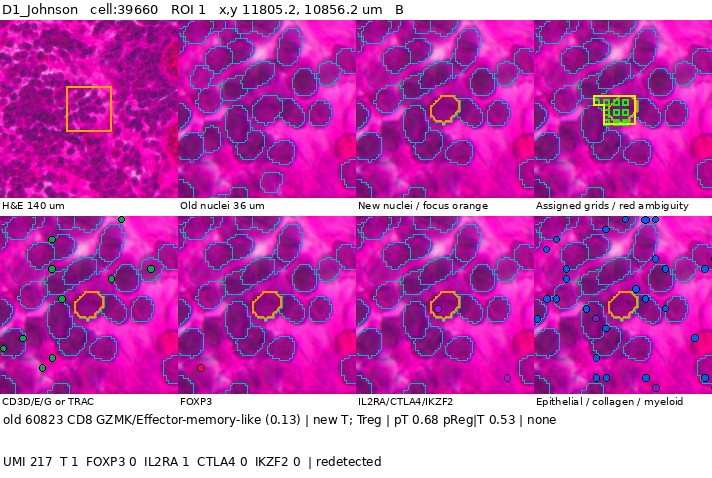 D1_Johnson cell:39660 ROI 1 x,y 11805.2, 10856.2 um B
H&E 140 um
Old nuclei 36 um
New nuclei / focus orange
Assigned grids / red ambiguity
CD3D/E/G or TRAC
FOXP3
IL2RA/CTLA4/IKZF2
Epithelial / collagen / myeloid
old 60823 CD8 GZMK/Effector-memory-like (0.13) | new T; Treg | pT 0.68 pReg|T 0.53 | none
UMI 217 T 1 FOXP3 0 IL2RA 1 CTLA4 0 IKZF2 0 | redetected